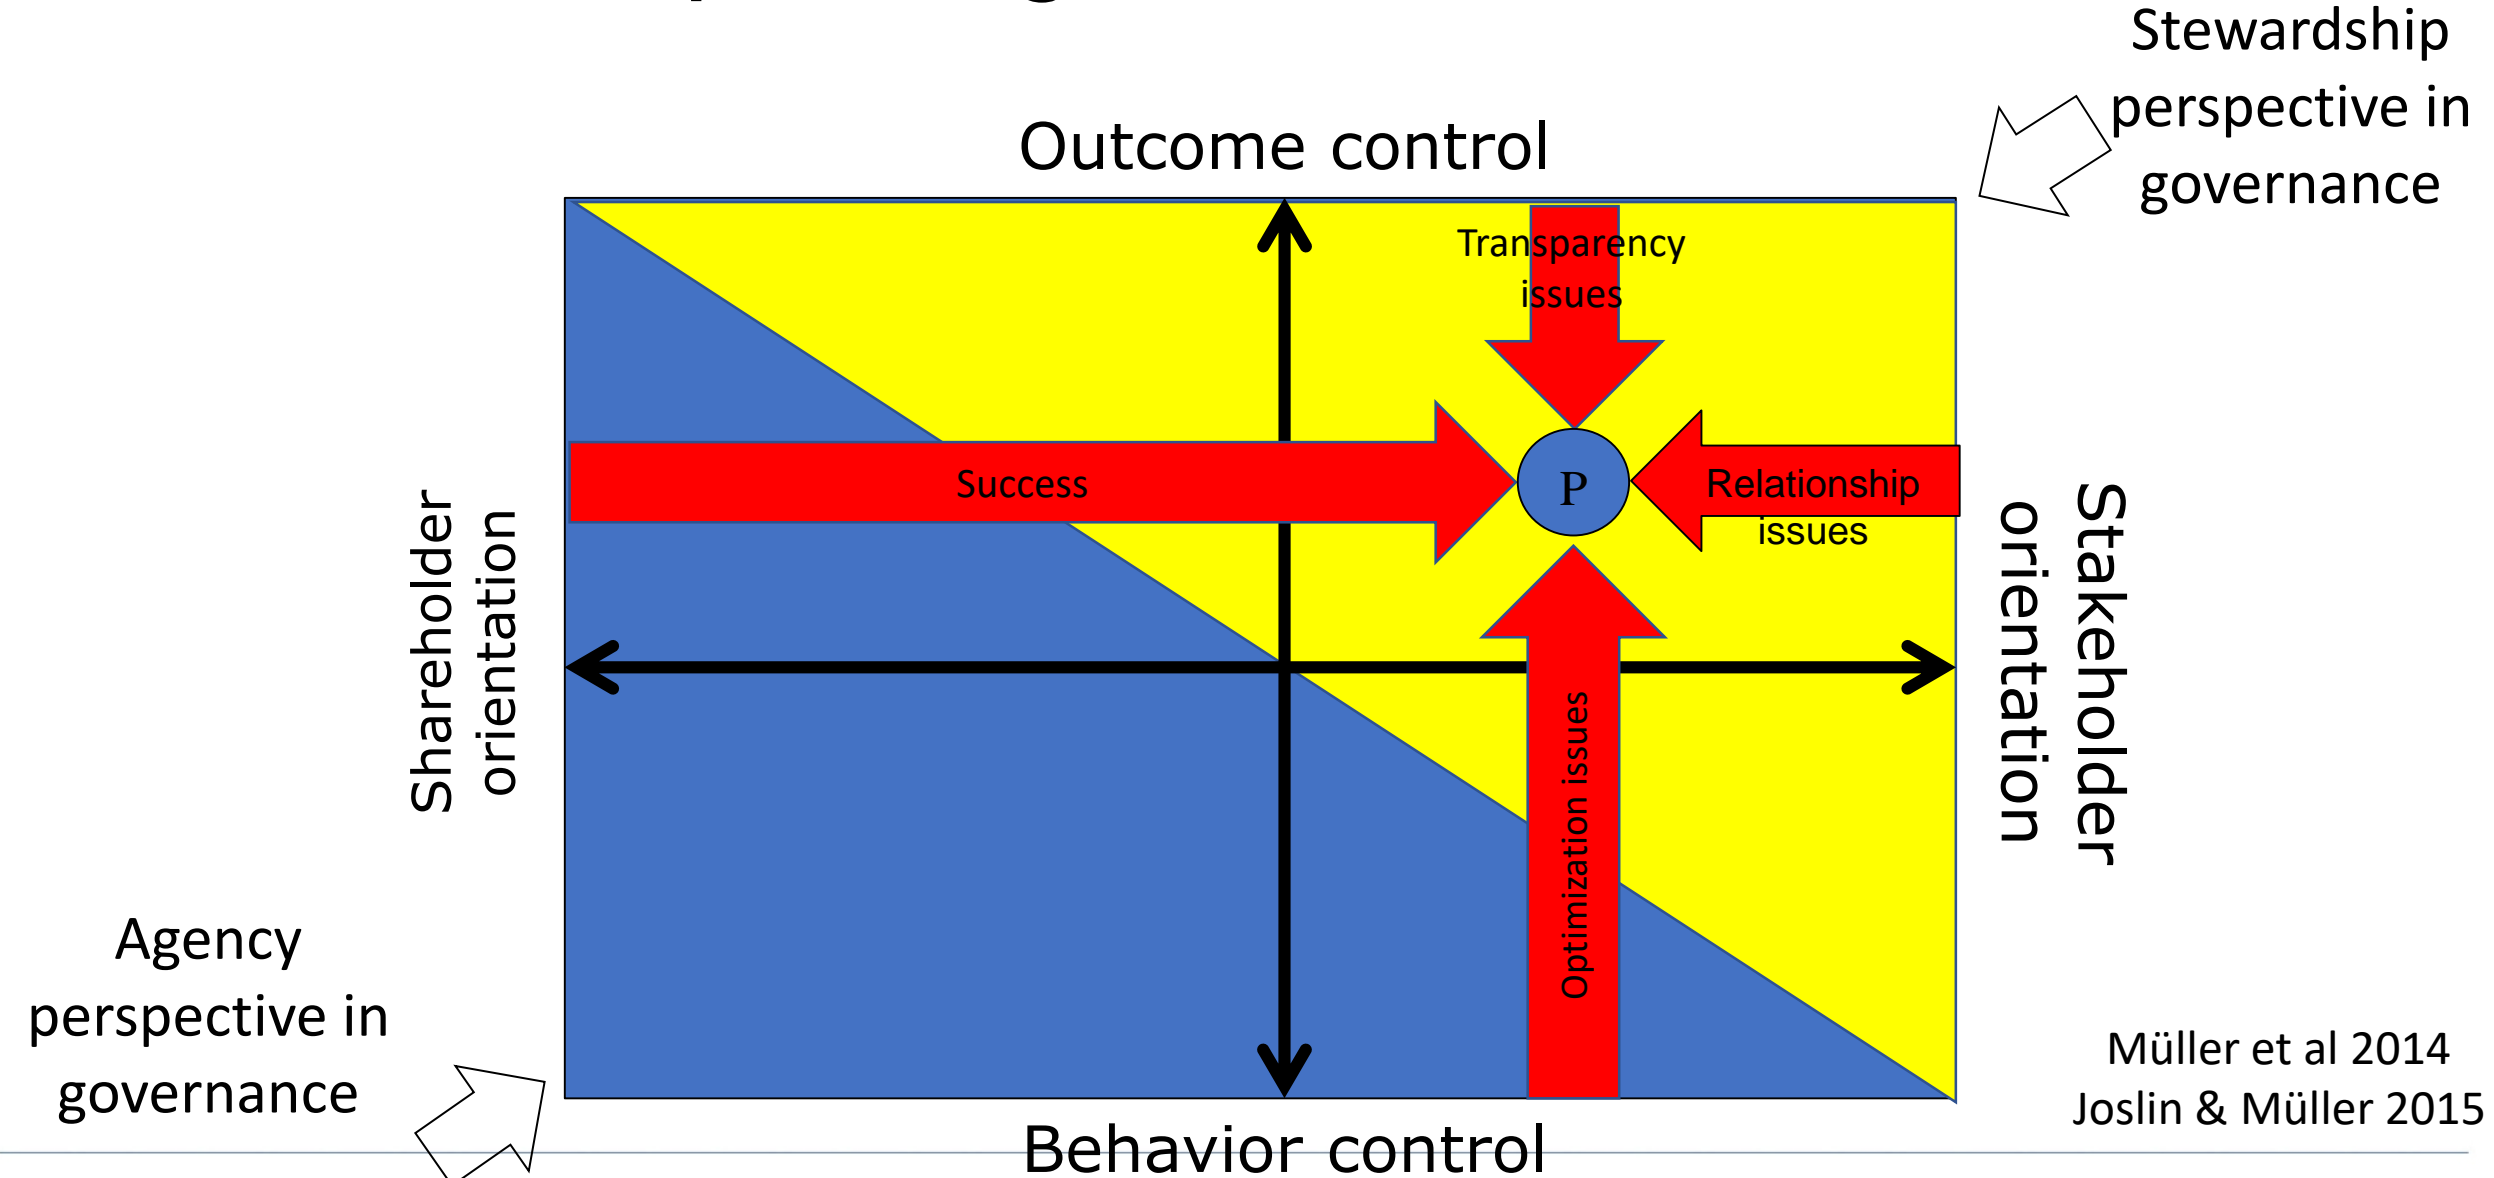 Stewardship
perspective in
governance
Outcome control
Transparency
issues
Success
P
Relationship
issues
Shareholder
orientation
Stakeholder
orientation
Optimization issues
Agency
perspective in
governance
Müller et al 2014
Joslin & Müller 2015
Behavior control